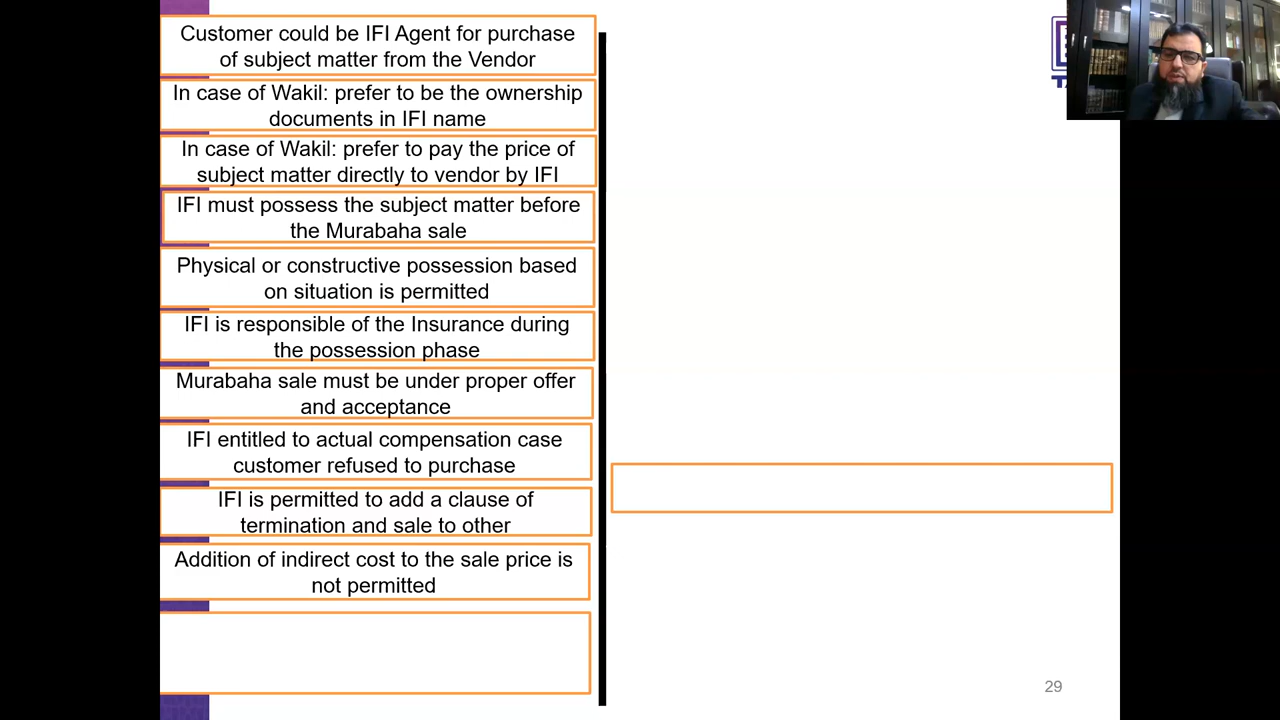 Customer could be IFI Agent for purchase
of subject matter from the Vendor
In case of Wakil: prefer to be the ownership
documents in IFI name
In case of Wakil: prefer to pay the price of
subject matter directly to vendor by IFI
IFI must possess the subject matter before
the Murabaha sale
Physical or constructive possession based
on situation is permitted
IFI is responsible of the Insurance during
the possession phase
Murabaha sale must be under proper offer
and acceptance
IFI entitled to actual compensation case
customer refused to purchase
IFI is permitted to add a clause of
termination and sale to other
Addition of indirect cost to the sale price is
not permitted
29